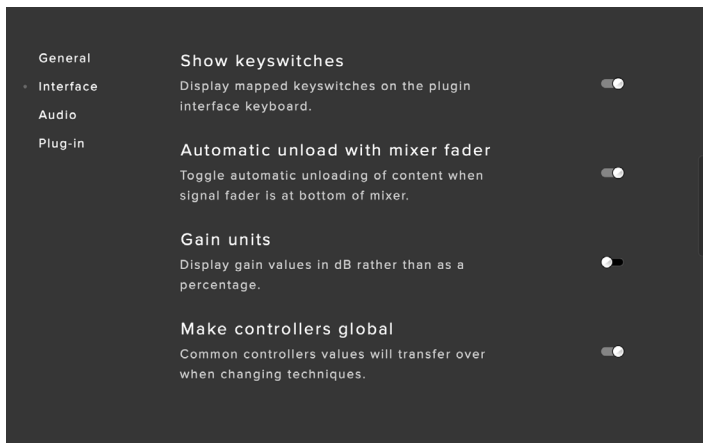 General
Interface
Audio
Plug-in
Show keyswitches
Display mapped keyswitches on the plugin
interface keyboard.
Automatic unload with mixer fader
Toggle automatic unloading of content when
signal fader is at bottom of mixer.
Gain units
Display gain values in dB rather than as a
percentage.
Make controllers global
Common controllers values will transfer over
when changing techniques.